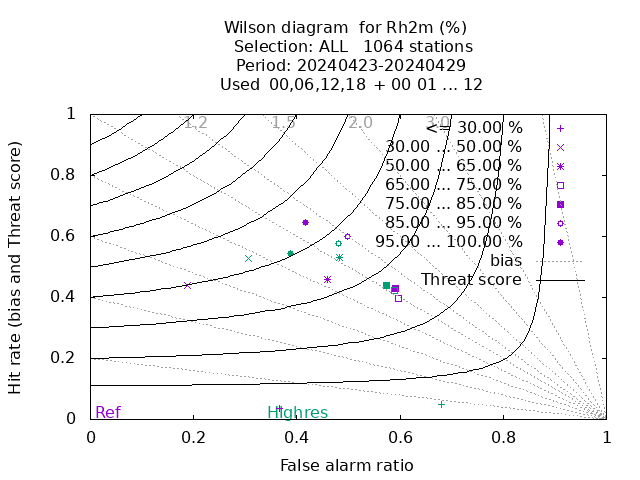 Wilson diagram for Rh2m (%)
Selection: ALL 1064 stations
Period: 20240423-20240429
Used 00,06,12,18 + 00 01 ... 12
Hit rate (bias and Threat score)
1
0.8
0.6
0.4
0.2
0
1.2 1.5 2.0 3.0
<= 30.00 %
30.00 ... 50.00 %
50.00 ... 65.00 %
65.00 ... 75.00 %
75.00 ... 85.00 %
85.00 ... 95.00 %
95.00 ... 100.00 %
bias
Threat score
Ref Highres
0 0.2 0.4 0.6 0.8 1
False alarm ratio